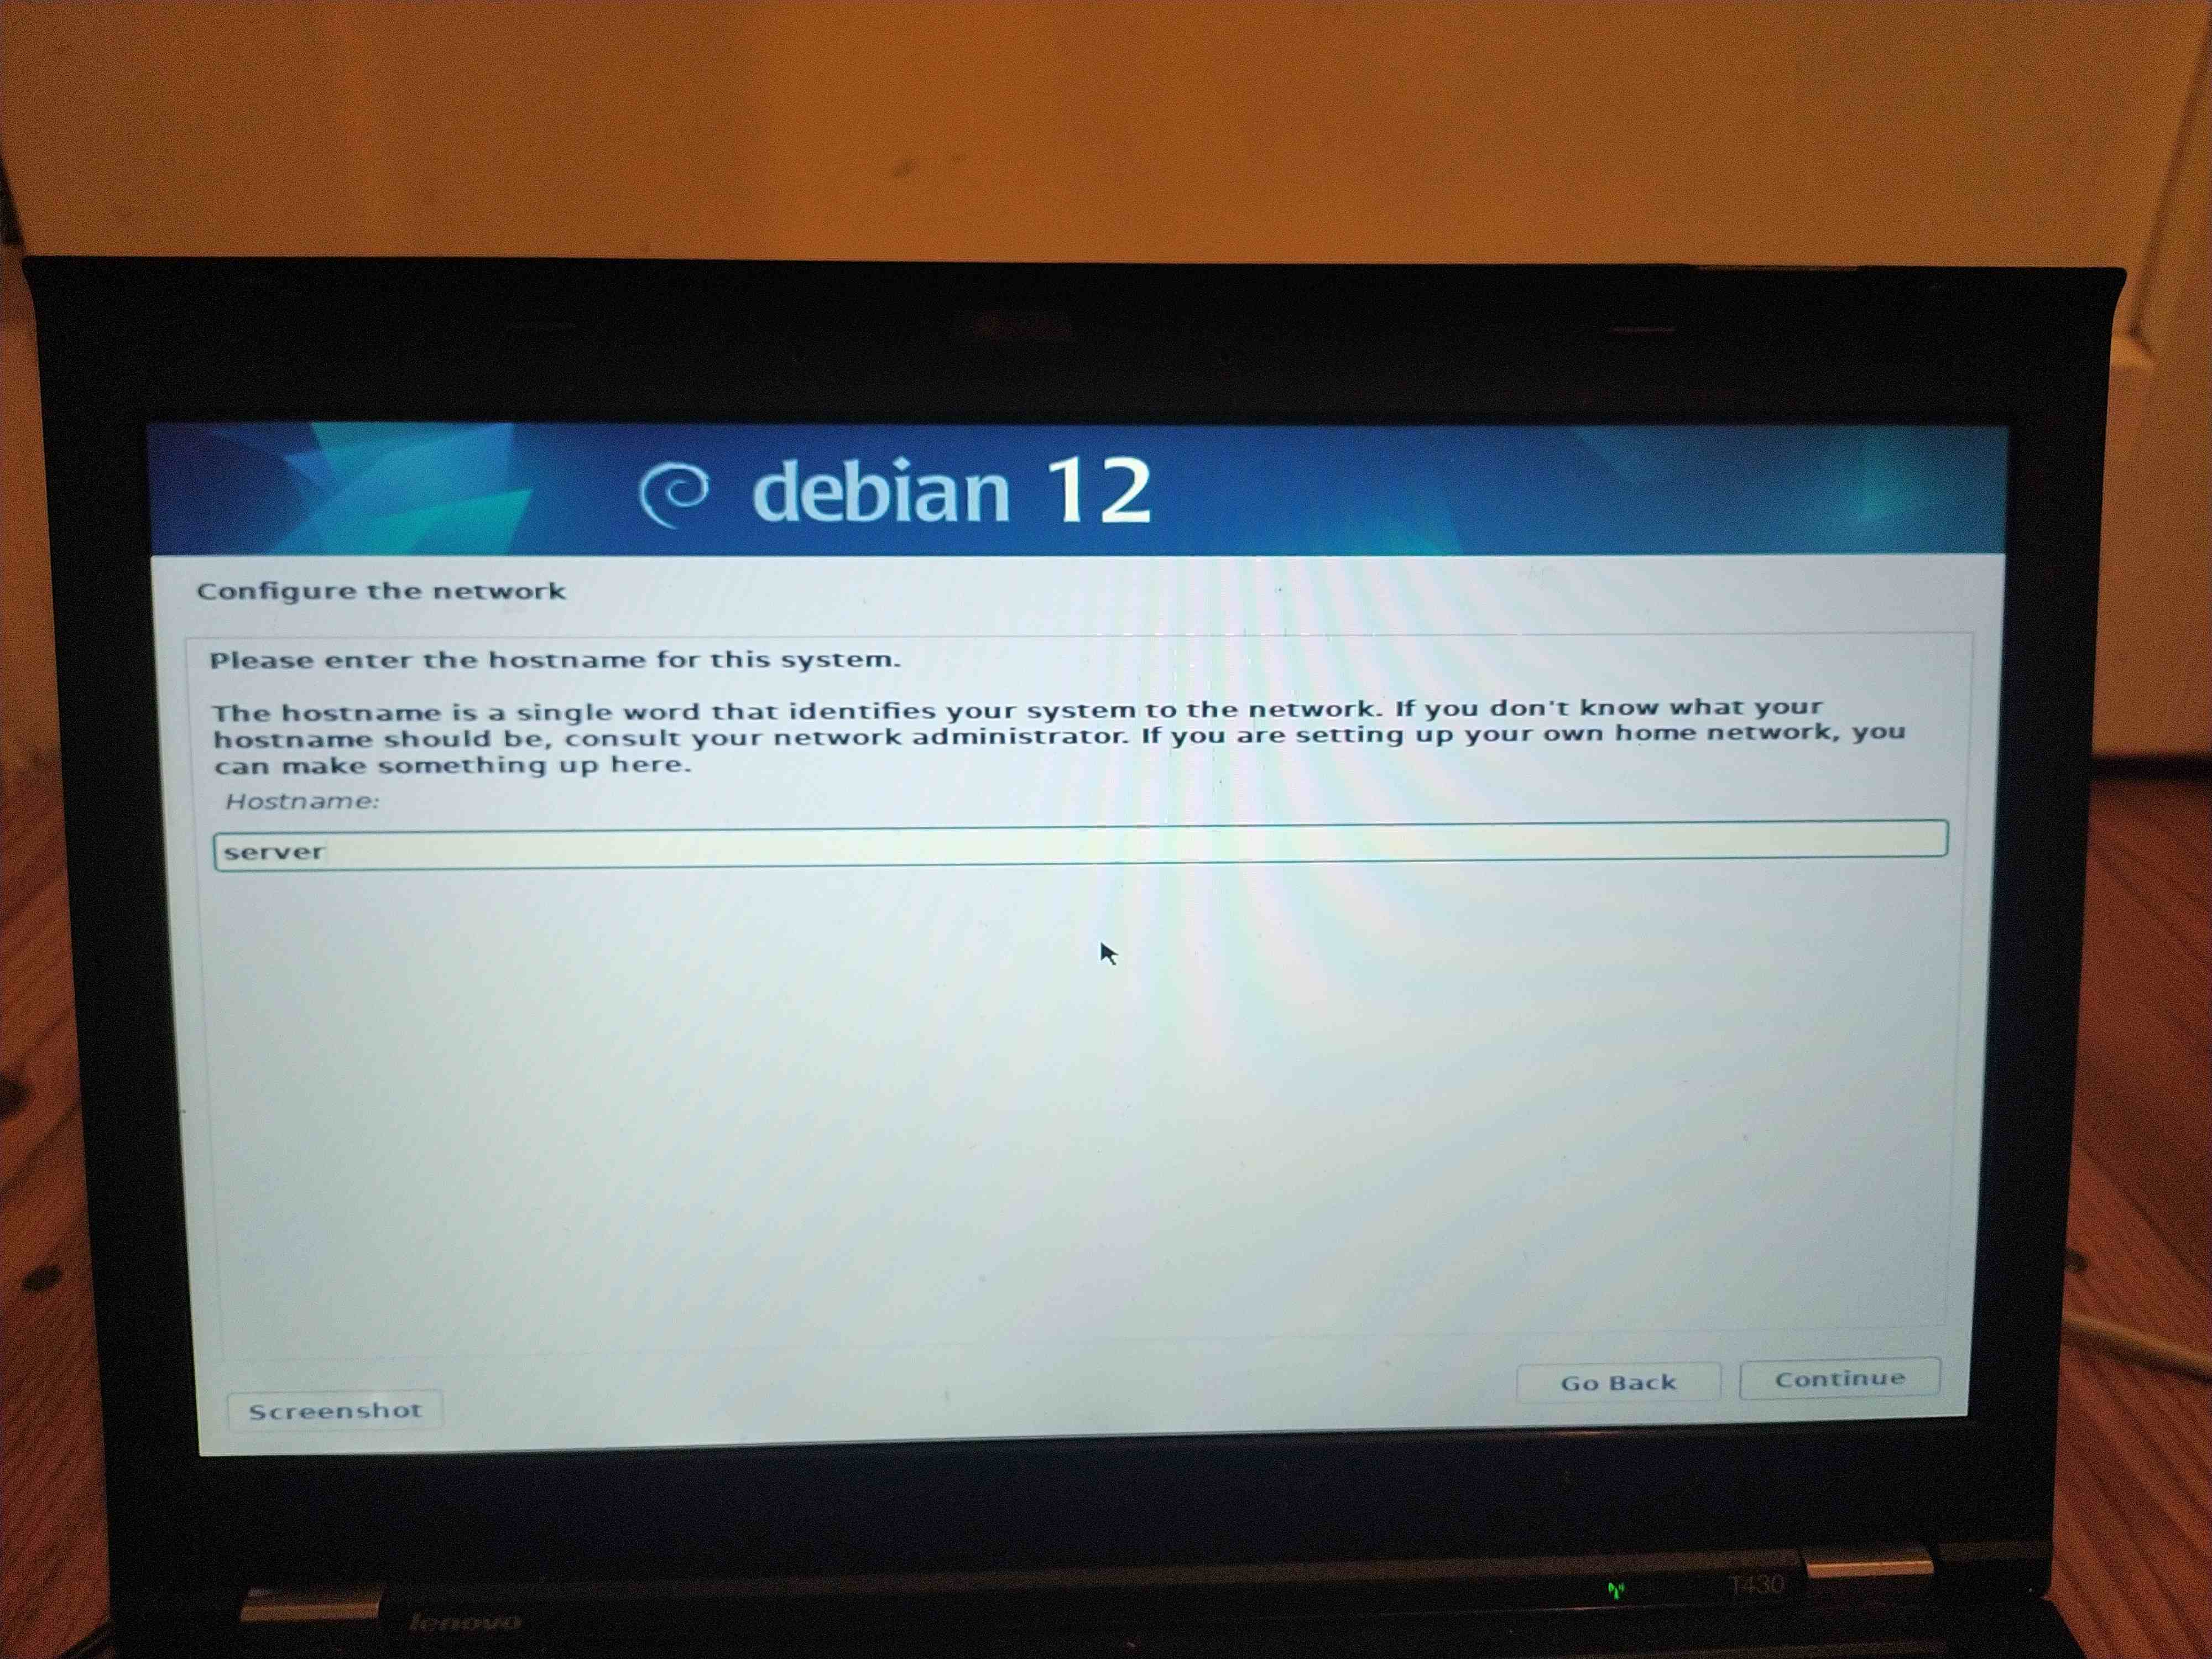 debian 12
Configure the network
Please enter the hostname for this system.
The hostname is a single word that identifies your system to the network. If you don't know what your
hostname should be, consult your network administrator. If you are setting up your own home network, you
can make something up here.
Hostname:
server
Go Back
Continue
Screenshot
T430
lenovo